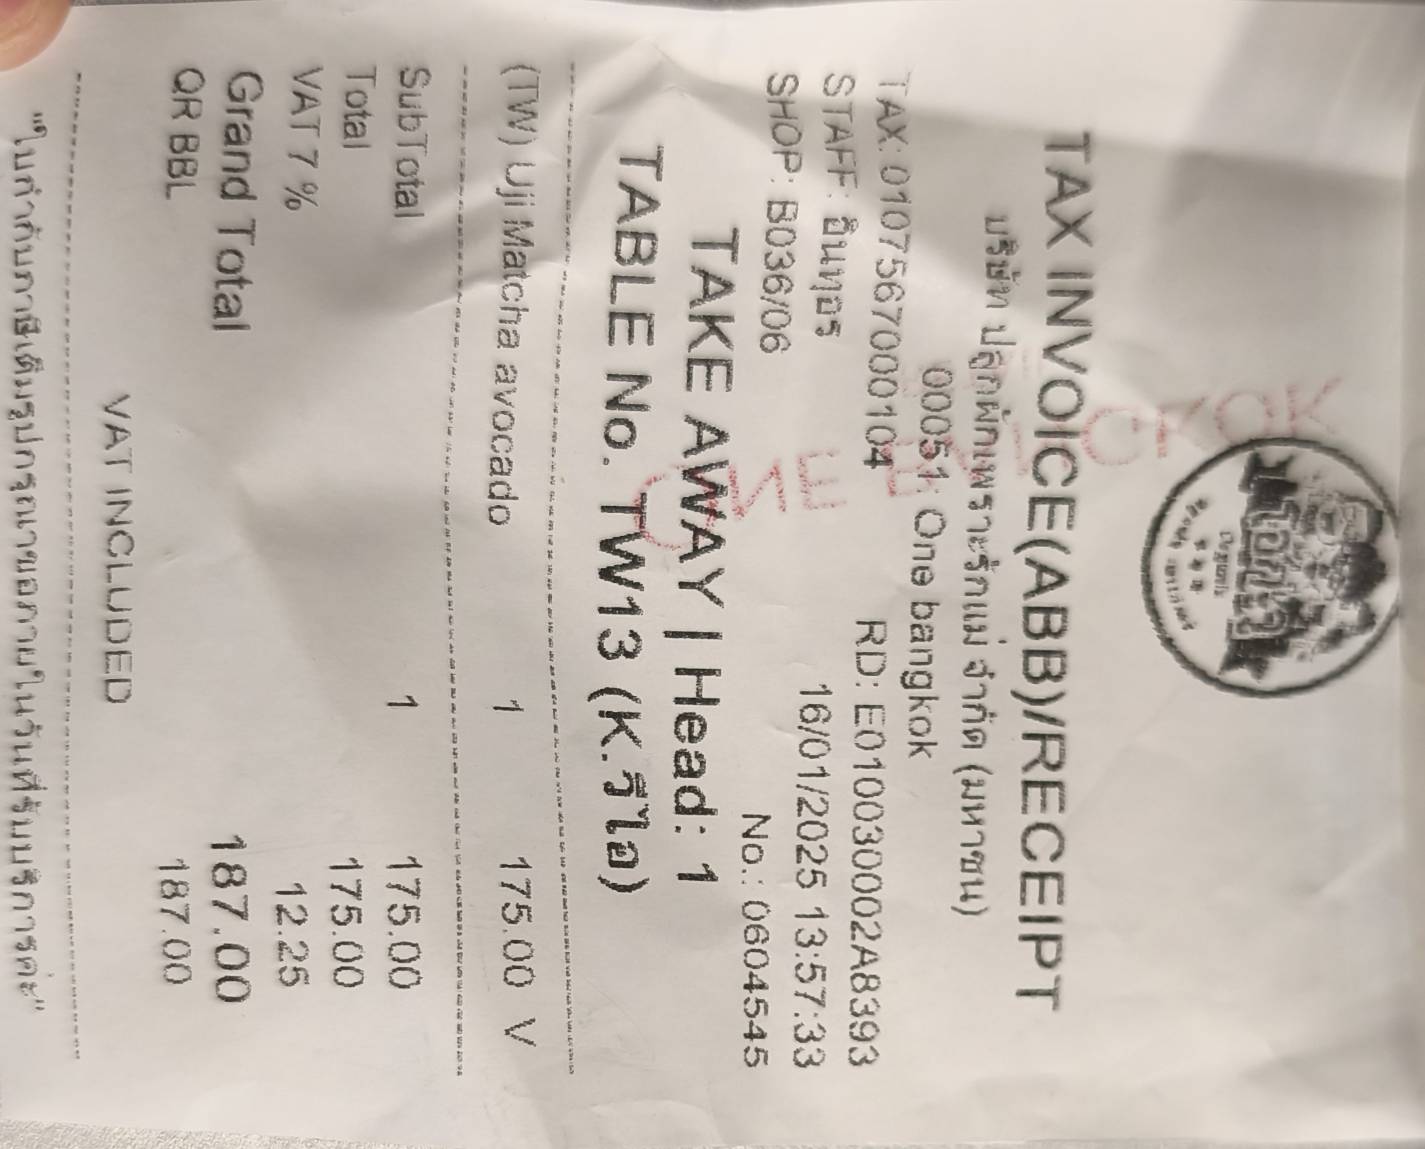 โอ้กะจู๋
Ohkajhu
TAX INVOICE(ABB)/RECEIPT
บริษัท ปลูกผักเพราะรักแม่ จำกัด (มหาชน)
00051: One bangkok
TAX: 0107567000104 RD: E010030002A8393
STAFF: อินทุอร 16/01/2025 13:57:33
SHOP: B036/06 No.: 0604545
TAKE AWAY | Head: 1
TABLE No. TW13 (K.วีไอ)
(TW) Uji Matcha avocado 1 175.00 V
SubTotal 1 175.00
Total 175.00
VAT 7 % 12.25
Grand Total 187.00
QR BBL 187.00
VAT INCLUDED
"ใบกำกับภาษีเต็มรูปกรุณาขอภายในวันที่รับบริการค่ะ"